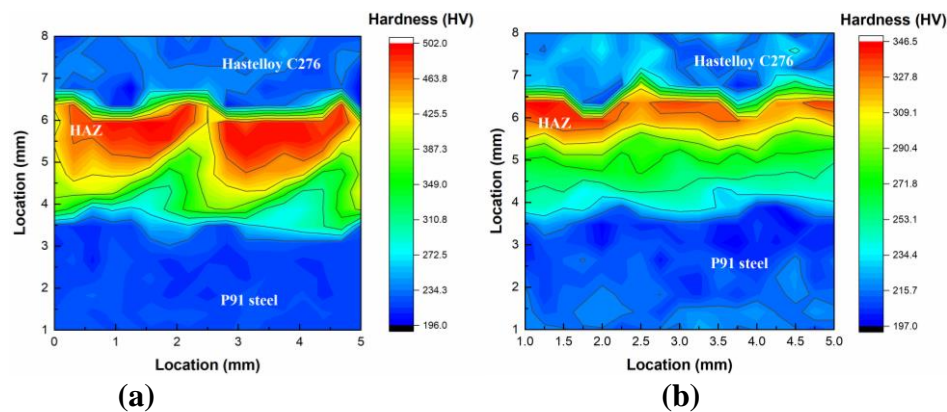 Hardness (HV)
8
7
6
5
4
3
2
1
Location (mm)
Hastelloy C276
HAZ
P91 steel
0
1
2
3
4
5
Location (mm)
502.0
463.8
425.5
387.3
349.0
310.8
272.5
234.3
196.0
(a)
Hardness (HV)
8
7
6
5
4
3
2
1
Location (mm)
Hastelloy C276
HAZ
P91 steel
1.0 1.5 2.0 2.5 3.0 3.5 4.0 4.5 5.0
Location (mm)
346.5
327.8
309.1
290.4
271.8
253.1
234.4
215.7
197.0
(b)